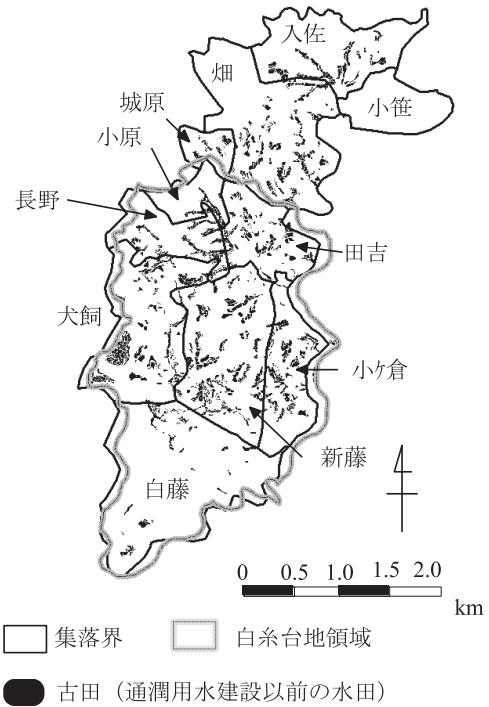 入佐
畑
小笹
城原
小原
長野
田吉
犬飼
小ケ倉
新藤
白藤
0 0.5 1.0 1.5 2.0
km
集落界 白糸台地領域
古田（通潤用水建設以前の水田）